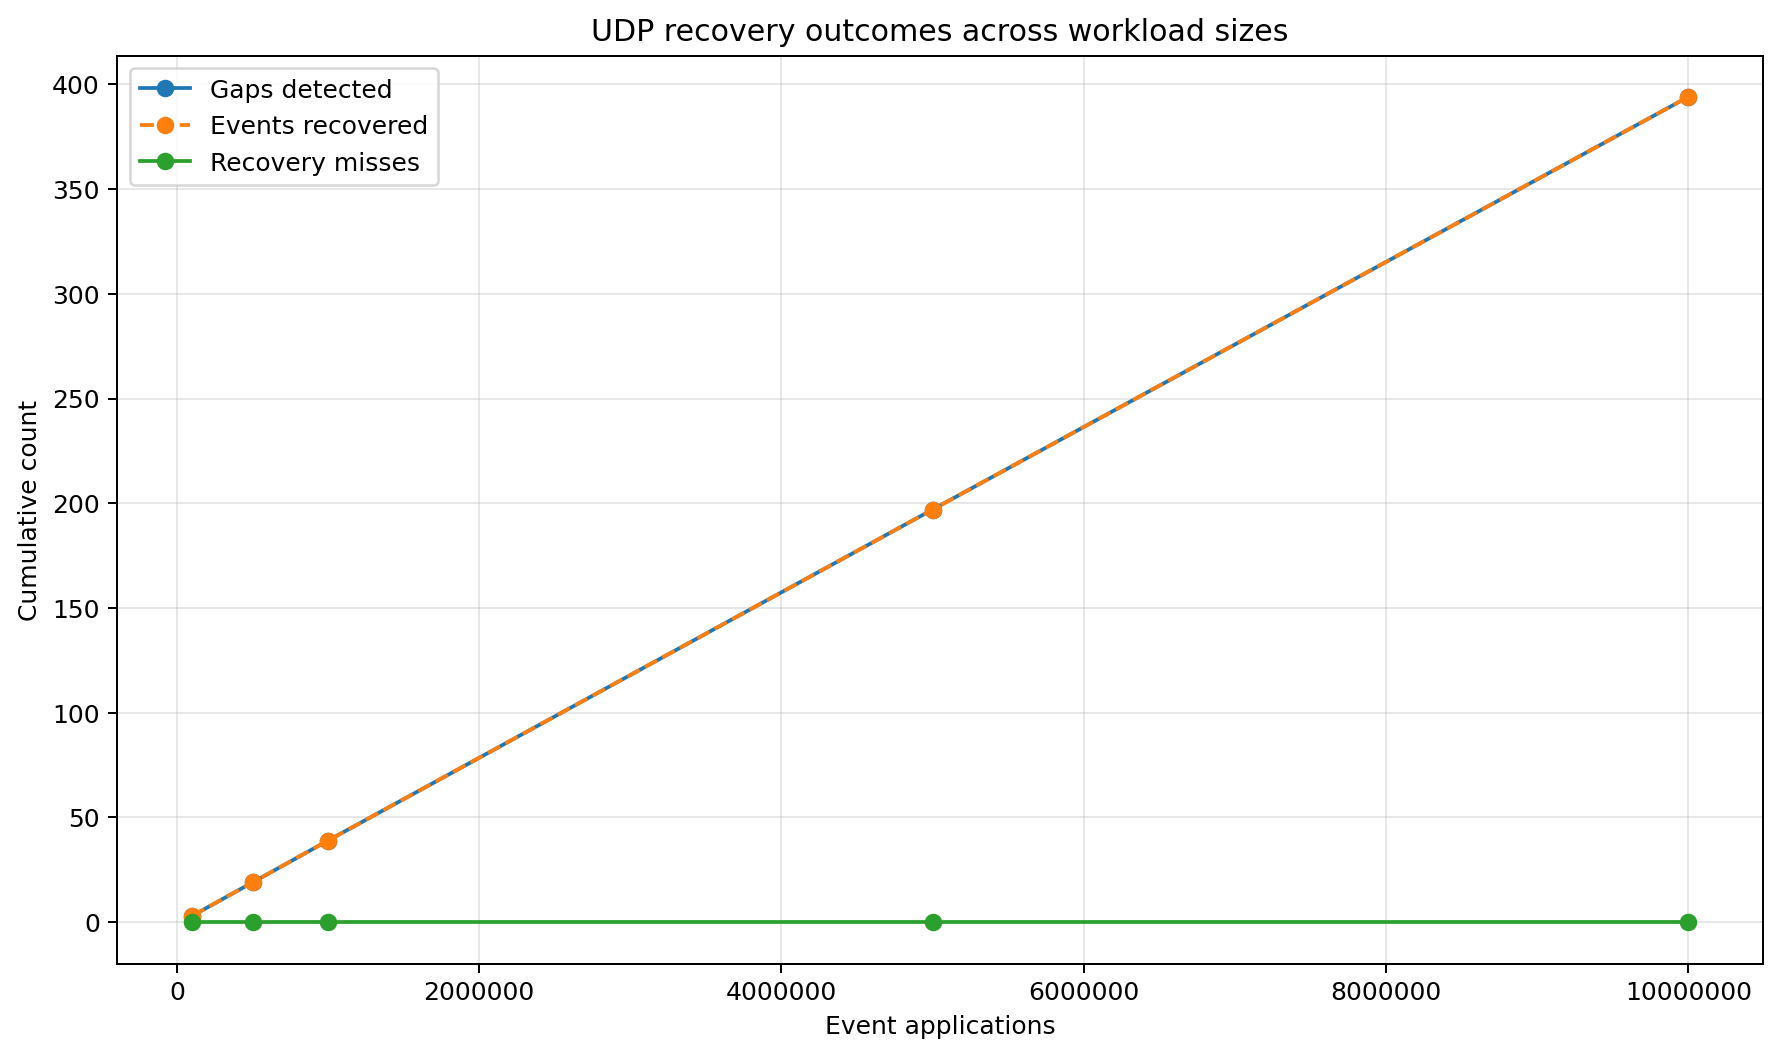 UDP recovery outcomes across workload sizes
Gaps detected
Events recovered
Recovery misses
400
350
300
250
200
150
100
50
0
Cumulative count
0 2000000 4000000 6000000 8000000 10000000
Event applications